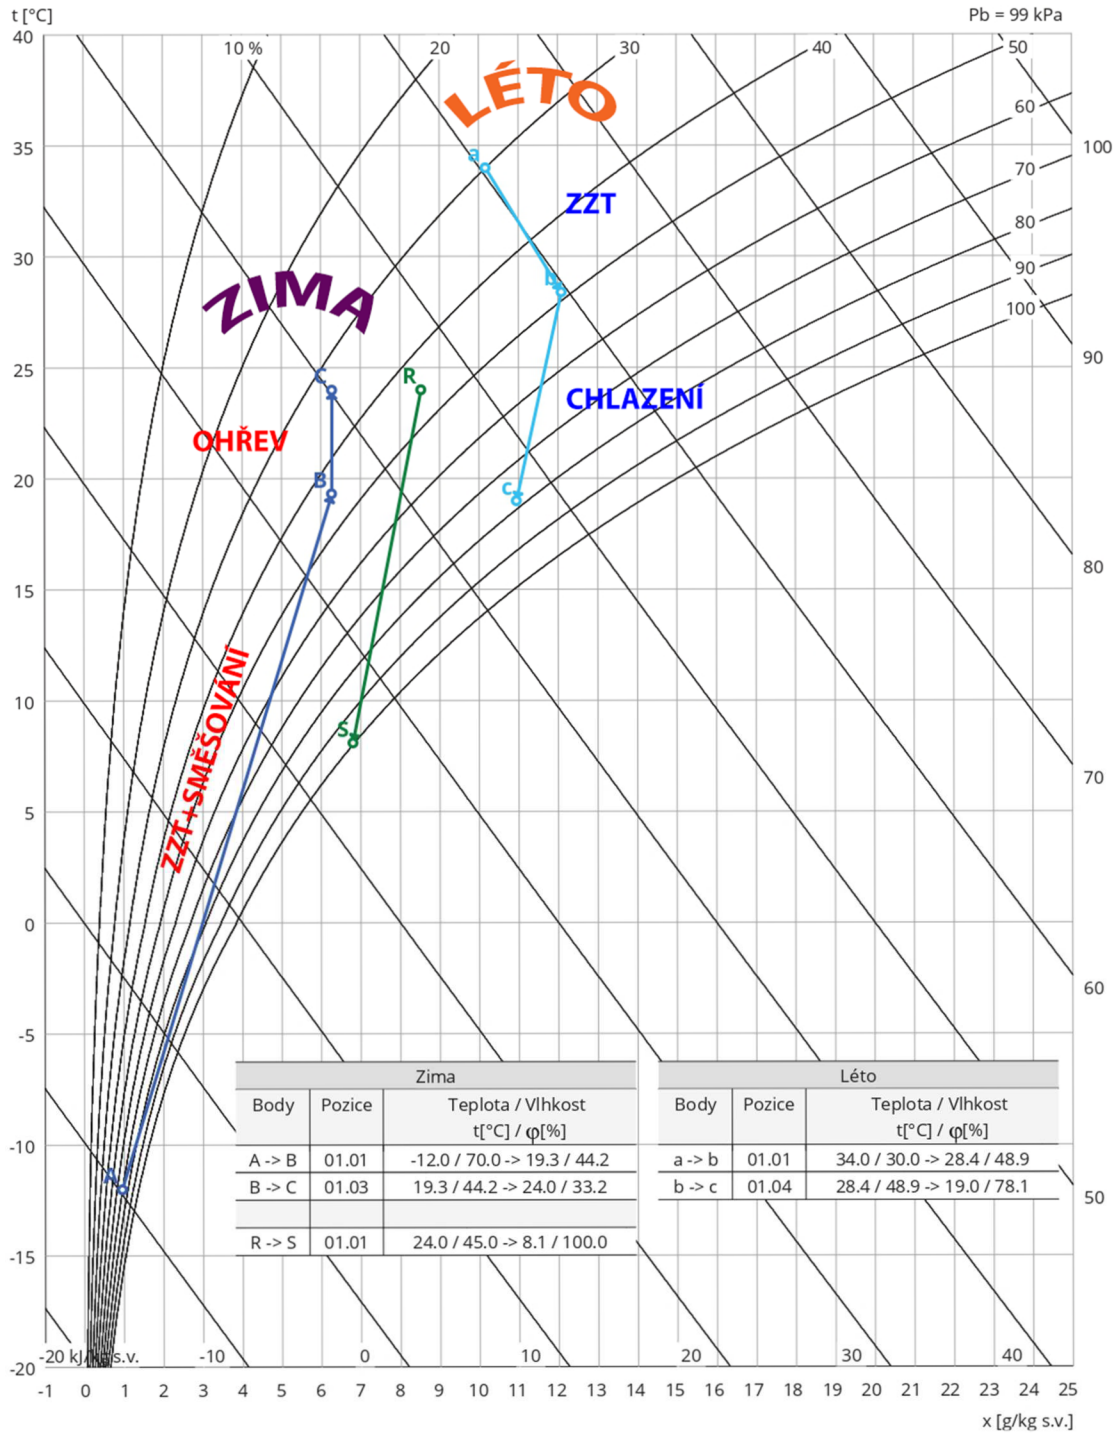 t [°C]
Pb = 99 kPa
40
10 %
20
30
40
50
LÉTO
60
a
35
100
70
ZZT
80
30
90
b
ZIMA
100
90
25
C
R
CHLAZENÍ
OHŘEV
20
B
c
80
15
ZZT+SMĚŠOVÁNÍ
10
S
70
5
0
60
-5
Zima
Léto
Body Pozice Teplota / Vlhkost
t[°C] / φ[%]
Body Pozice Teplota / Vlhkost
t[°C] / φ[%]
-10
A
A -> B 01.01 -12.0 / 70.0 -> 19.3 / 44.2
a -> b 01.01 34.0 / 30.0 -> 28.4 / 48.9
B -> C 01.03 19.3 / 44.2 -> 24.0 / 33.2
b -> c 01.04 28.4 / 48.9 -> 19.0 / 78.1
50
R -> S 01.01 24.0 / 45.0 -> 8.1 / 100.0
-15
-20 kJ/kg s.v.
-10
0
10
20
30
40
-20
-1 0 1 2 3 4 5 6 7 8 9 10 11 12 13 14 15 16 17 18 19 20 21 22 23 24 25
x [g/kg s.v.]